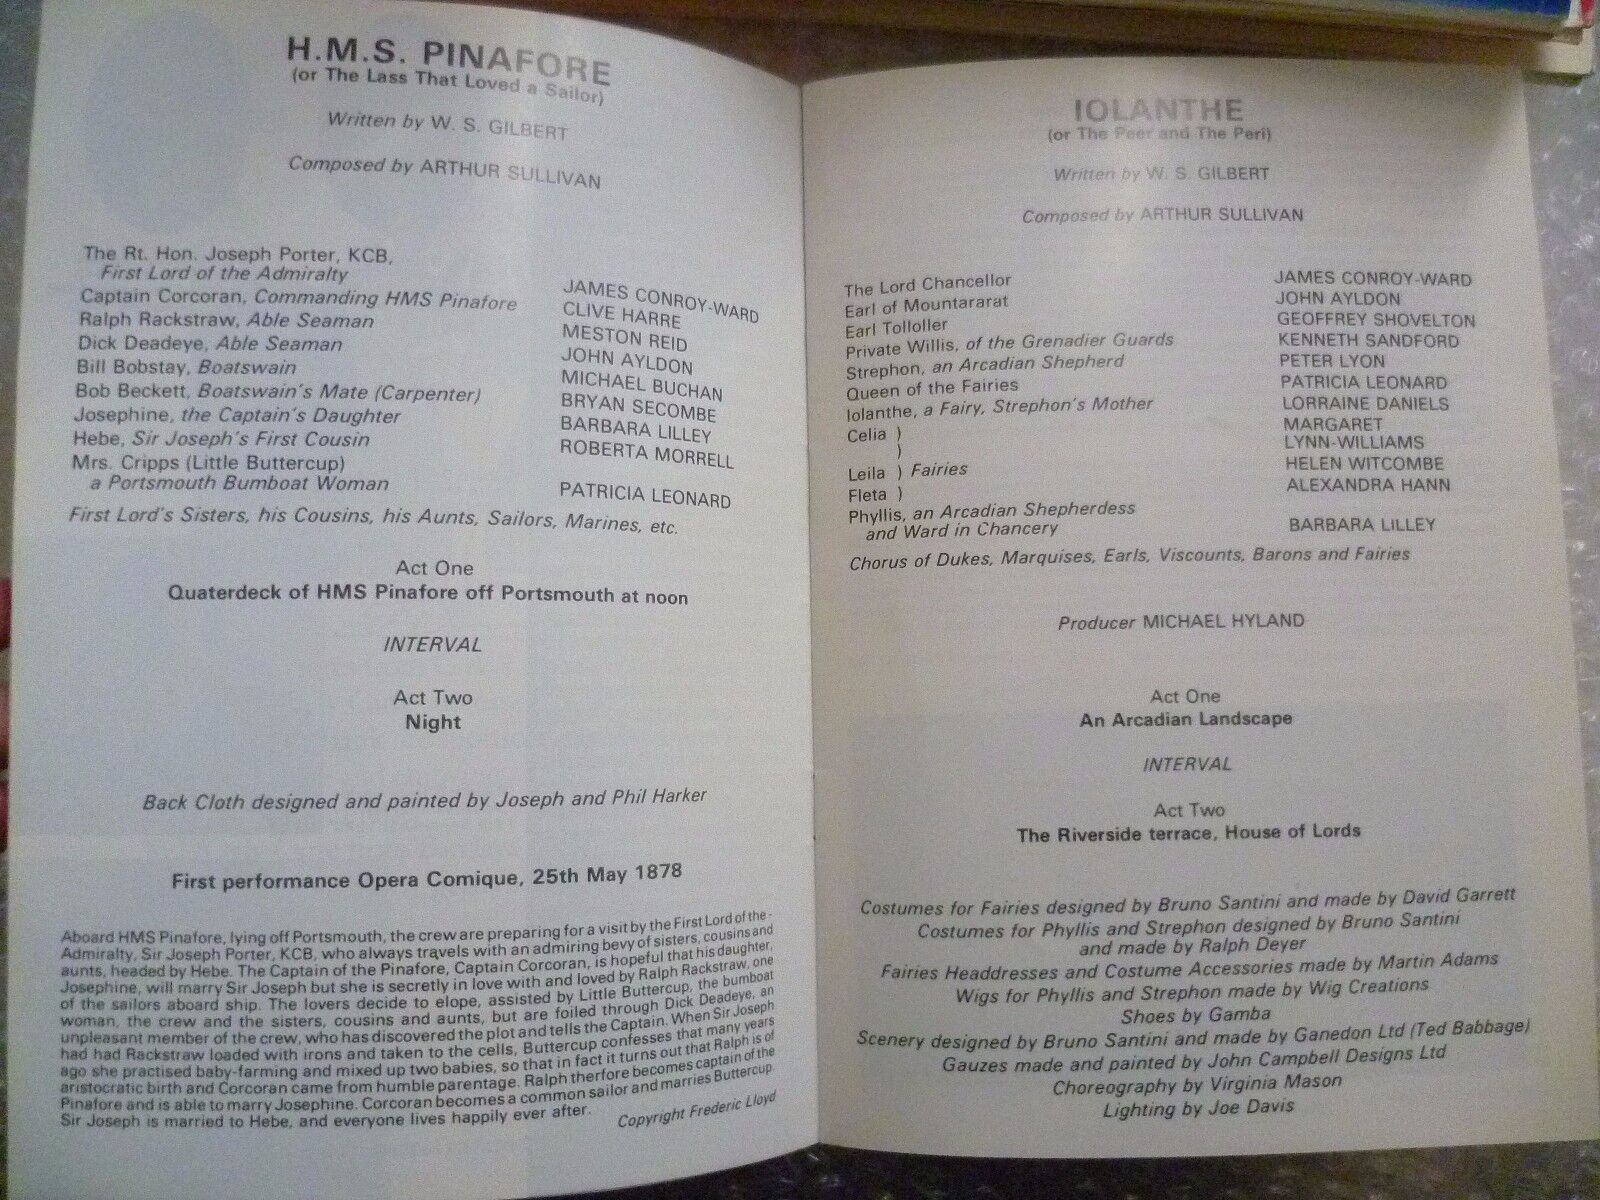 H.M.S. PINAFORE
(or The Lass That Loved a Sailor)
Written by W. S. GILBERT
Composed by ARTHUR SULLIVAN
The Rt. Hon. Joseph Porter, KCB,
First Lord of the Admiralty JAMES CONROY-WARD
Captain Corcoran, Commanding HMS Pinafore CLIVE HARRE
Ralph Rackstraw, Able Seaman MESTON REID
Dick Deadeye, Able Seaman JOHN AYLDON
Bill Bobstay, Boatswain MICHAEL BUCHAN
Bob Beckett, Boatswain's Mate (Carpenter) BRYAN SECOMBE
Josephine, the Captain's Daughter BARBARA LILLEY
Hebe, Sir Joseph's First Cousin ROBERTA MORRELL
Mrs. Cripps (Little Buttercup)
a Portsmouth Bumboat Woman PATRICIA LEONARD
First Lord's Sisters, his Cousins, his Aunts, Sailors, Marines, etc.
Act One
Quaterdeck of HMS Pinafore off Portsmouth at noon
INTERVAL
Act Two
Night
Back Cloth designed and painted by Joseph and Phil Harker
First performance Opera Comique, 25th May 1878
Aboard HMS Pinafore, lying off Portsmouth, the crew are preparing for a visit by the First Lord of the -
Admiralty, Sir Joseph Porter, KCB, who always travels with an admiring bevy of sisters, cousins and
aunts, headed by Hebe. The Captain of the Pinafore, Captain Corcoran, is hopeful that his daughter,
Josephine, will marry Sir Joseph but she is secretly in love with and loved by Ralph Rackstraw, one
of the sailors aboard ship. The lovers decide to elope, assisted by Little Buttercup, the bumboat
woman, the crew and the sisters, cousins and aunts, but are foiled through Dick Deadeye, an
unpleasant member of the crew, who has discovered the plot and tells the Captain. When Sir Joseph
had had Rackstraw loaded with irons and taken to the cells, Buttercup confesses that many years
ago she practised baby-farming and mixed up two babies, so that in fact it turns out that Ralph is of
aristocratic birth and Corcoran came from humble parentage. Ralph therfore becomes captain of the
Pinafore and is able to marry Josephine. Corcoran becomes a common sailor and marries Buttercup.
Sir Joseph is married to Hebe, and everyone lives happily ever after.
Copyright Frederic Lloyd
IOLANTHE
(or The Peer and The Peri)
Written by W. S. GILBERT
Composed by ARTHUR SULLIVAN
The Lord Chancellor JAMES CONROY-WARD
Earl of Mountararat JOHN AYLDON
Earl Tolloller GEOFFREY SHOVELTON
Private Willis, of the Grenadier Guards KENNETH SANDFORD
Strephon, an Arcadian Shepherd PETER LYON
Queen of the Fairies PATRICIA LEONARD
Iolanthe, a Fairy, Strephon's Mother LORRAINE DANIELS
Celia ) MARGARET
) LYNN-WILLIAMS
Leila ) Fairies HELEN WITCOMBE
Fleta ) ALEXANDRA HANN
Phyllis, an Arcadian Shepherdess
and Ward in Chancery BARBARA LILLEY
Chorus of Dukes, Marquises, Earls, Viscounts, Barons and Fairies
Producer MICHAEL HYLAND
Act One
An Arcadian Landscape
INTERVAL
Act Two
The Riverside terrace, House of Lords
Costumes for Fairies designed by Bruno Santini and made by David Garrett
Costumes for Phyllis and Strephon designed by Bruno Santini
and made by Ralph Deyer
Fairies Headdresses and Costume Accessories made by Martin Adams
Wigs for Phyllis and Strephon made by Wig Creations
Shoes by Gamba
Scenery designed by Bruno Santini and made by Ganedon Ltd (Ted Babbage)
Gauzes made and painted by John Campbell Designs Ltd
Choreography by Virginia Mason
Lighting by Joe Davis